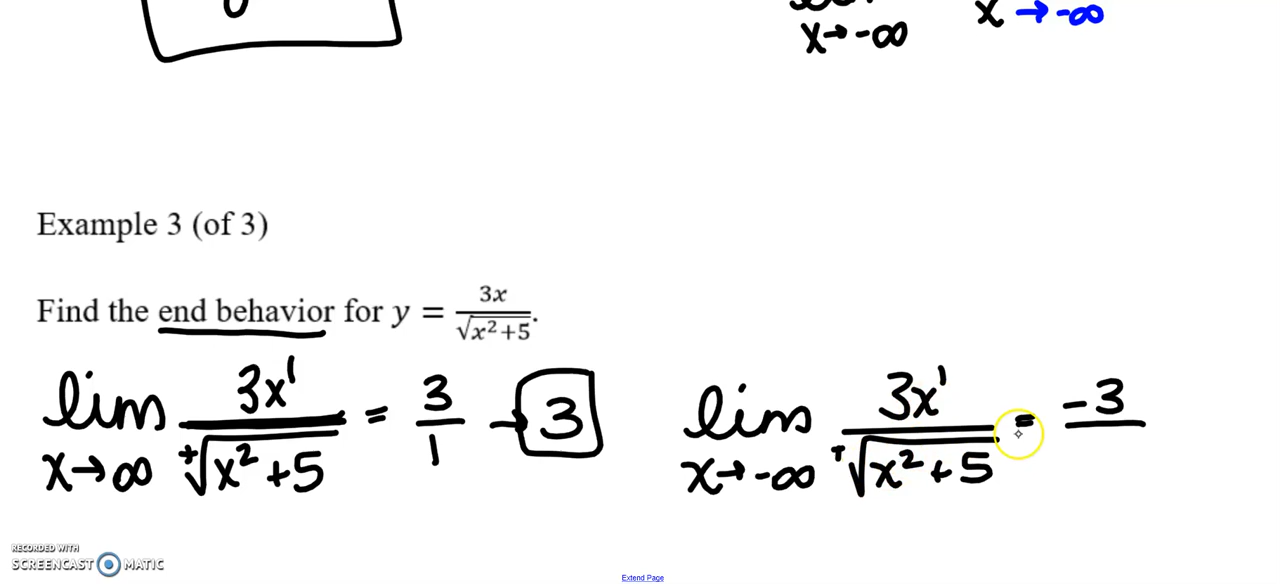 x→-∞ x → -∞
Example 3 (of 3)
Find the end behavior for y = 3x / √x²+5.
lim x→∞ 3x¹ / +√x²+5 = 3/1 → 3
lim x→-∞ 3x¹ / +√x²+5 = -3
RECORDED WITH
SCREENCAST MATIC
Extend Page